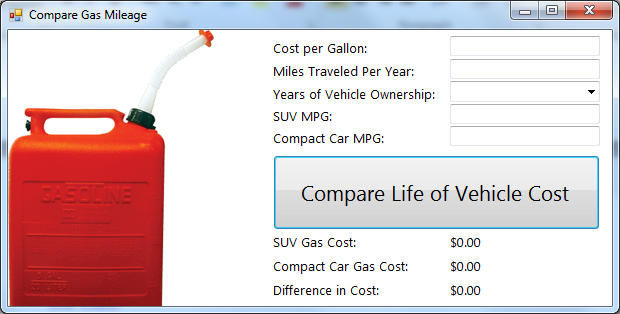 Compare Gas Mileage
Cost per Gallon:
Miles Traveled Per Year:
Years of Vehicle Ownership:
SUV MPG:
Compact Car MPG:
GASOLINE
Compare Life of Vehicle Cost
SUV Gas Cost: $0.00
Compact Car Gas Cost: $0.00
Difference in Cost: $0.00